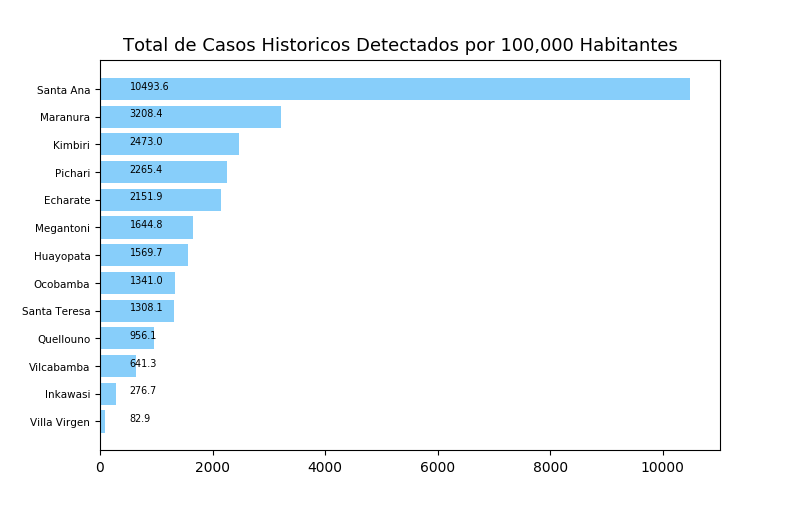 Total de Casos Historicos Detectados por 100,000 Habitantes
Santa Ana 10493.6
Maranura 3208.4
Kimbiri 2473.0
Pichari 2265.4
Echarate 2151.9
Megantoni 1644.8
Huayopata 1569.7
Ocobamba 1341.0
Santa Teresa 1308.1
Quellouno 956.1
Vilcabamba 641.3
Inkawasi 276.7
Villa Virgen 82.9
0 2000 4000 6000 8000 10000